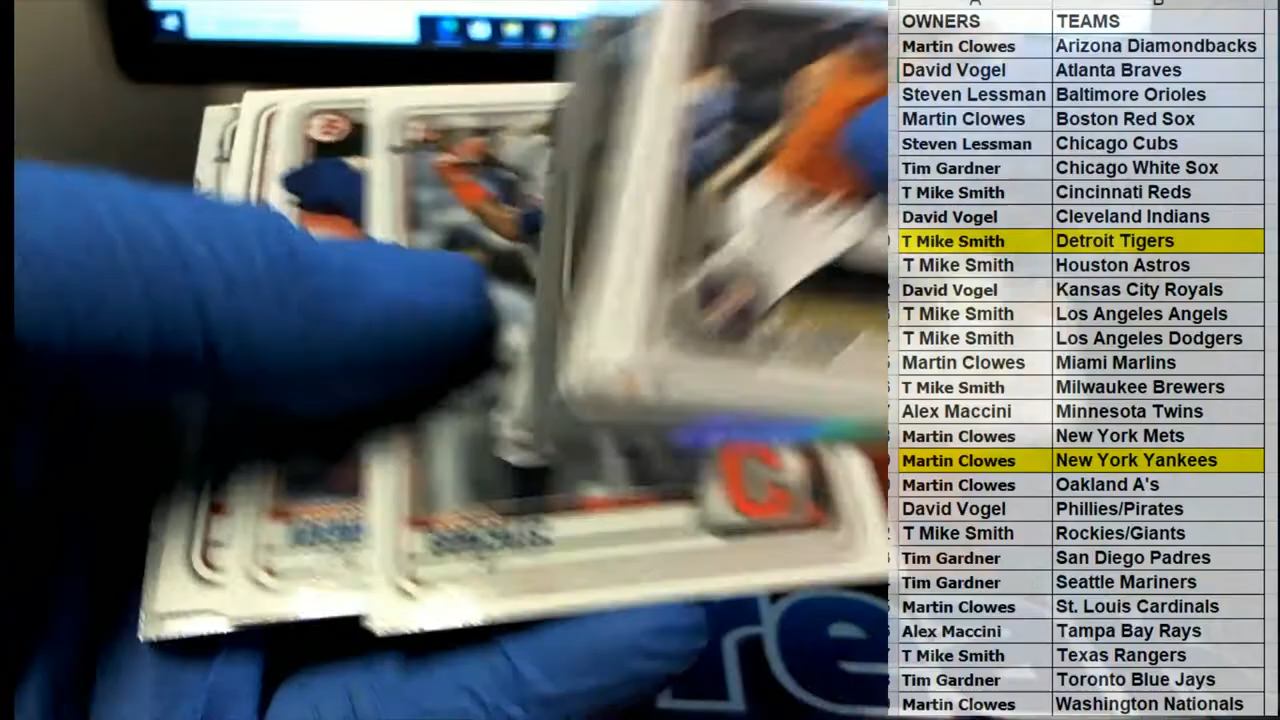 OWNERS TEAMS
Martin Clowes Arizona Diamondbacks
David Vogel Atlanta Braves
Steven Lessman Baltimore Orioles
Martin Clowes Boston Red Sox
Steven Lessman Chicago Cubs
Tim Gardner Chicago White Sox
T Mike Smith Cincinnati Reds
David Vogel Cleveland Indians
T Mike Smith Detroit Tigers
T Mike Smith Houston Astros
David Vogel Kansas City Royals
T Mike Smith Los Angeles Angels
T Mike Smith Los Angeles Dodgers
Martin Clowes Miami Marlins
T Mike Smith Milwaukee Brewers
Alex Maccini Minnesota Twins
Martin Clowes New York Mets
Martin Clowes New York Yankees
Martin Clowes Oakland A's
David Vogel Phillies/Pirates
T Mike Smith Rockies/Giants
Tim Gardner San Diego Padres
Tim Gardner Seattle Mariners
Martin Clowes St. Louis Cardinals
Alex Maccini Tampa Bay Rays
T Mike Smith Texas Rangers
Tim Gardner Toronto Blue Jays
Martin Clowes Washington Nationals
C
re